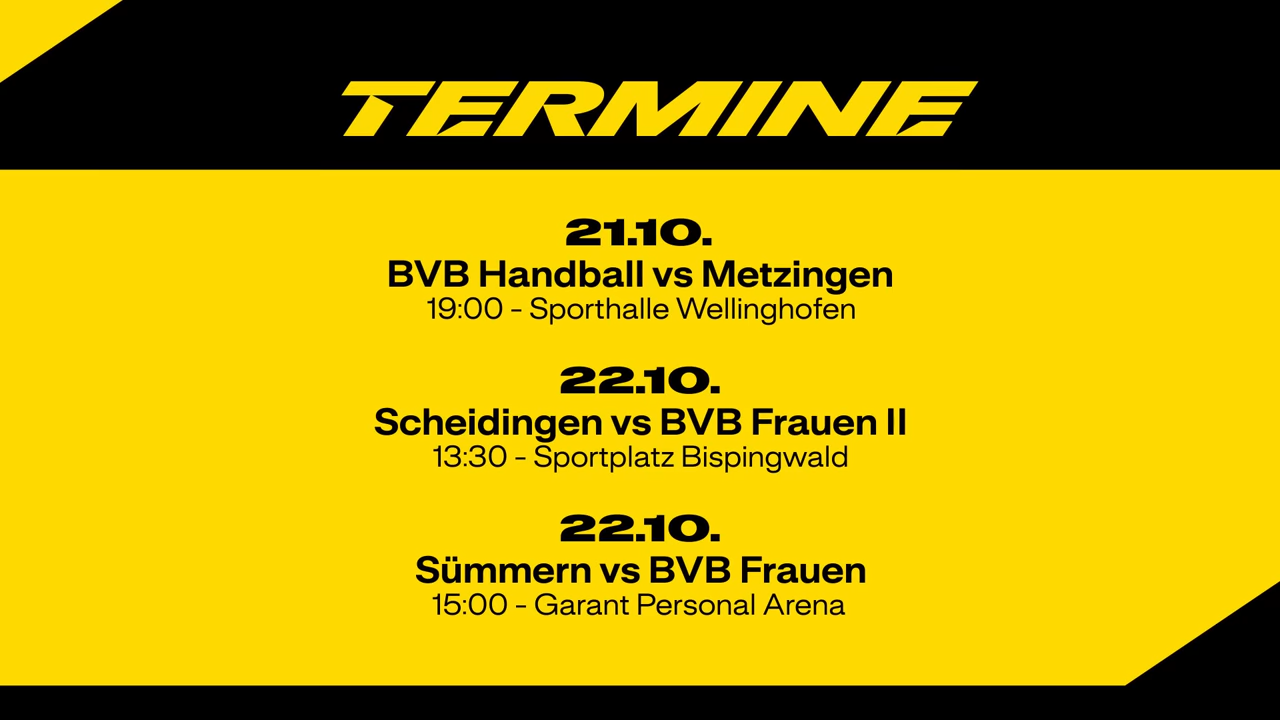 TERMINE
21.10.
BVB Handball vs Metzingen
19:00 - Sporthalle Wellinghofen
22.10.
Scheidingen vs BVB Frauen II
13:30 - Sportplatz Bispingwald
22.10.
Sümmern vs BVB Frauen
15:00 - Garant Personal Arena